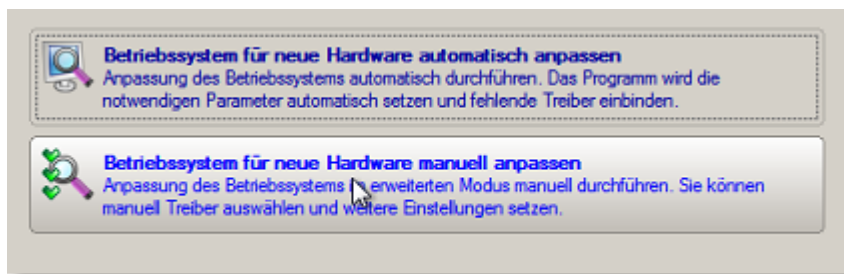 Betriebssystem für neue Hardware automatisch anpassen
Anpassung des Betriebssystems automatisch durchführen. Das Programm wird die
notwendigen Parameter automatisch setzen und fehlende Treiber einbinden.
Betriebssystem für neue Hardware manuell anpassen
Anpassung des Betriebssystems im erweiterten Modus manuell durchführen. Sie können
manuell Treiber auswählen und weitere Einstellungen setzen.